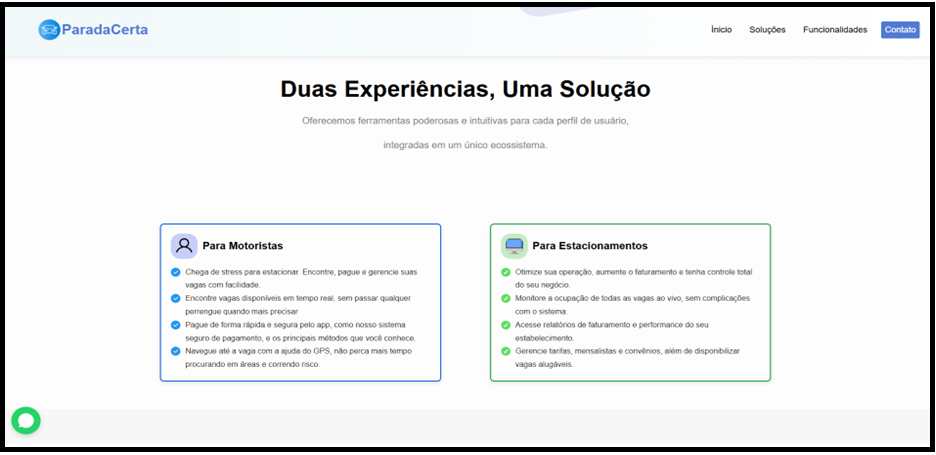 ParadaCerta
Ínicio Soluções Funcionalidades Contato
Duas Experiências, Uma Solução
Oferecemos ferramentas poderosas e intuitivas para cada perfil de usuário,
integradas em um único ecossistema.
Para Motoristas
Chega de stress para estacionar. Encontre, pague e gerencie suas
vagas com facilidade.
Encontre vagas disponíveis em tempo real, sem passar qualquer
perrengue quando mais precisar
Pague de forma rápida e segura pelo app, como nosso sistema
seguro de pagamento, e os principais métodos que você conhece.
Navegue até a vaga com a ajuda do GPS, não perca mais tempo
procurando em áreas e correndo risco.
Para Estacionamentos
Otimize sua operação, aumente o faturamento e tenha controle total
do seu negócio.
Monitore a ocupação de todas as vagas ao vivo, sem complicações
com o sistema.
Acesse relatórios de faturamento e performance do seu
estabelecimento.
Gerencie tarifas, mensalistas e convênios, além de disponibilizar
vagas alugáveis.